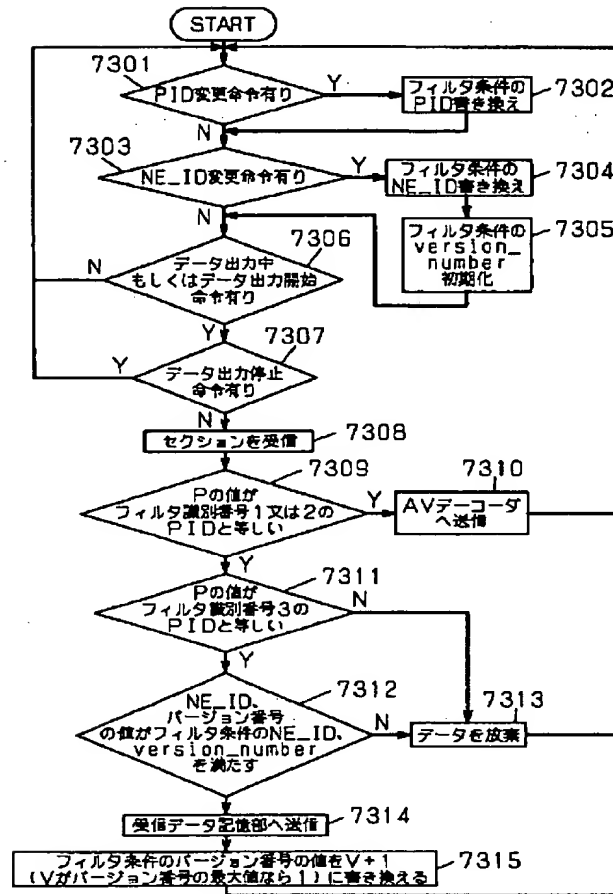 START
7301
PID変更命令有り
Y
フィルタ条件の
PID書き換え
7302
N
7303
NE_ID変更命令有り
Y
フィルタ条件の
NE_ID書き換え
7304
N
フィルタ条件の
version_
number
初期化
7305
7306
データ出力中
もしくはデータ出力開始
命令有り
N
Y
7307
データ出力停止
命令有り
Y
N
セクションを受信
7308
7309
Pの値が
フィルタ識別番号1又は2の
PIDと等しい
Y
7310
AVデーコーダ
へ送信
Y
7311
Pの値が
フィルタ識別番号3の
PIDと等しい
N
Y
7312
NE_ID、
バージョン番号
の値がフィルタ条件のNE_ID、
version_number
を満たす
N
7313
データを放棄
Y
受信データ記憶部へ送信
7314
フィルタ条件のバージョン番号の値をV+1
(Vがバージョン番号の最大値なら1)に書き換える
7315